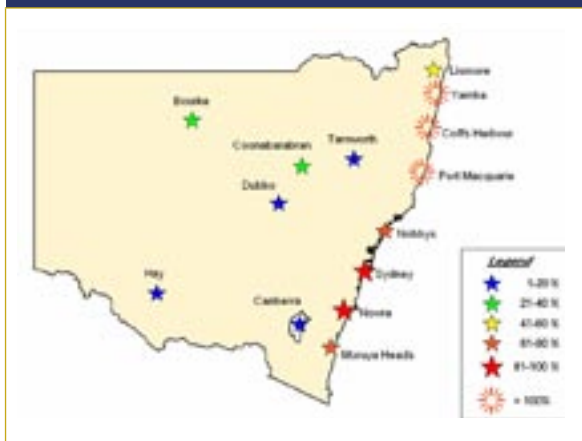 Lismore
Yamba
Bourke
Coffs Harbour
Tamworth
Coonabarabran
Port Macquarie
Dubbo
Nobbys
Legend
Sydney
Hay
1-20 %
21-40 %
Canberra
Nowra
41-60 %
61-80 %
Moruya Heads
81-100 %
> 100%